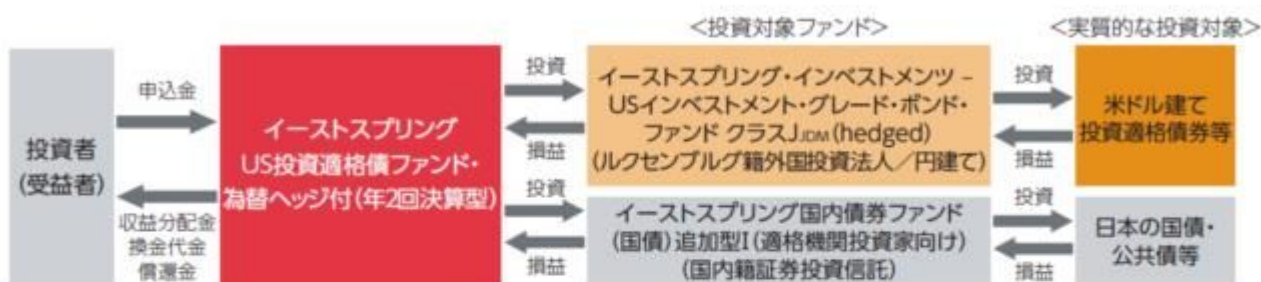 ＜投資対象ファンド＞
＜実質的な投資対象＞
投資者
(受益者)
申込金
収益分配金
換金代金
償還金
イーストスプリング
US投資適格債ファンド・
為替ヘッジ付(年2回決算型)
投資
損益
投資
損益
イーストスプリング・インベストメンツ –
USインベストメント・グレード・ボンド・
ファンド クラスJJDM(hedged)
(ルクセンブルグ籍外国投資法人／円建て)
イーストスプリング国内債券ファンド
(国債)追加型I(適格機関投資家向け)
(国内籍証券投資信託)
投資
損益
投資
損益
米ドル建て
投資適格債券等
日本の国債・
公共債等